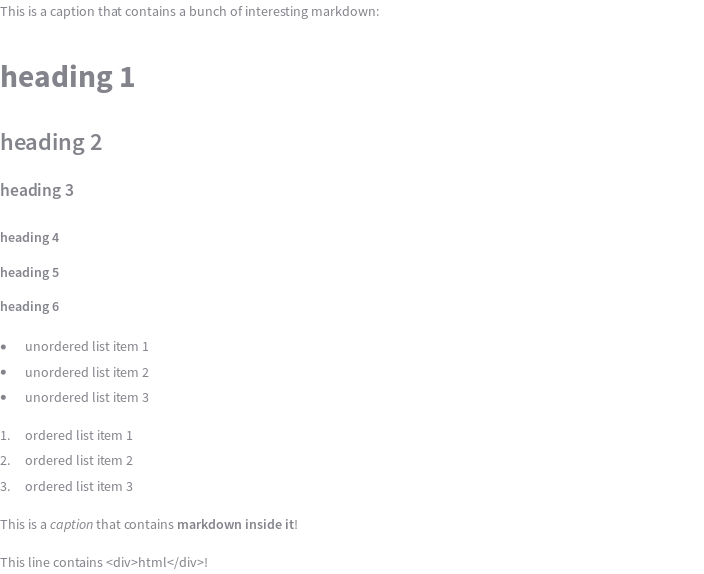 This is a caption that contains a bunch of interesting markdown:
heading 1
heading 2
heading 3
heading 4
heading 5
heading 6
• unordered list item 1
• unordered list item 2
• unordered list item 3
1. ordered list item 1
2. ordered list item 2
3. ordered list item 3
This is a caption that contains markdown inside it!
This line contains <div>html</div>!